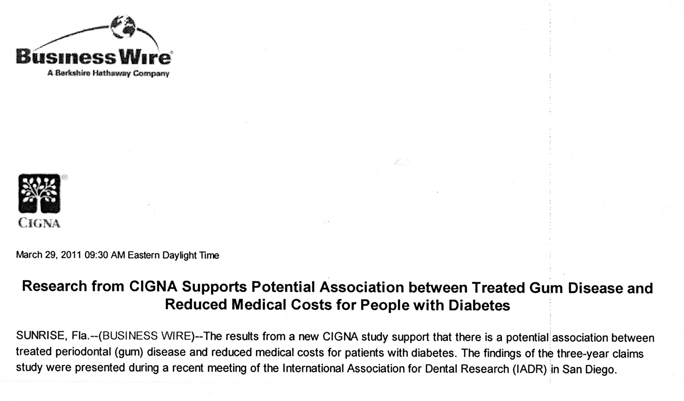 Business Wire
A Berkshire Hathaway Company
CIGNA
March 29, 2011 09:30 AM Eastern Daylight Time
Research from CIGNA Supports Potential Association between Treated Gum Disease and
Reduced Medical Costs for People with Diabetes
SUNRISE, Fla.--(BUSINESS WIRE)--The results from a new CIGNA study support that there is a potential association between
treated periodontal (gum) disease and reduced medical costs for patients with diabetes. The findings of the three-year claims
study were presented during a recent meeting of the International Association for Dental Research (IADR) in San Diego.